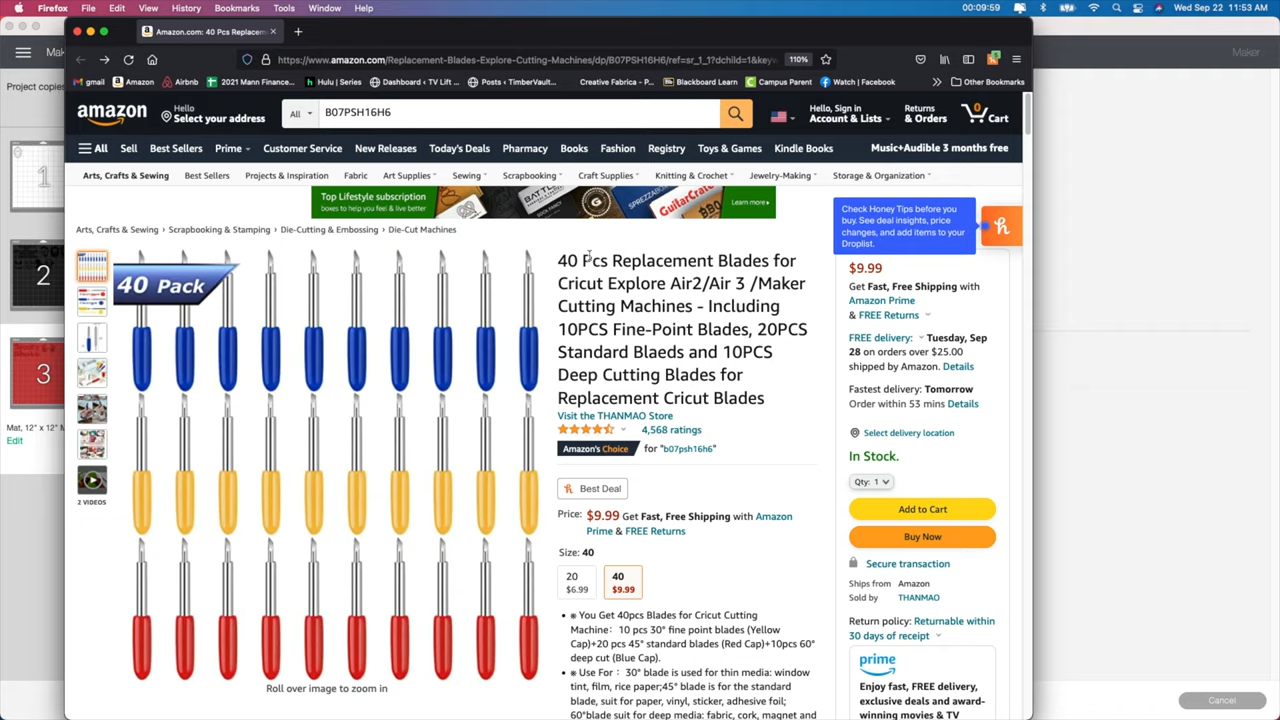 Firefox File Edit View History Bookmarks Tools Window Help
00:09:59 Wed Sep 22 11:53 AM
Amazon.com: 40 Pcs Replacem
https://www.amazon.com/Replacement-Blades-Explore-Cutting-Machines/dp/B07PSH16H6/ref=sr_1_1?dchild=1&keyw
110%
gmail Amazon Airbnb 2021 Mann Financ... Hulu | Series Dashboard ‹ TV Lift ... Posts ‹ TimberVault... Creative Fabrica - P... Blackboard Learn Campus Parent Watch | Facebook Other Bookmarks
Maker
Project copies
1
2
3
Mat, 12" x 12" M
Edit
Cancel
amazon
Hello
Select your address
All
B07PSH16H6
Hello, Sign in
Account & Lists
Returns
& Orders
0
Cart
All Sell Best Sellers Prime Customer Service New Releases Today's Deals Pharmacy Books Fashion Registry Toys & Games Kindle Books Music+Audible 3 months free
Arts, Crafts & Sewing Best Sellers Projects & Inspiration Fabric Art Supplies Sewing Scrapbooking Craft Supplies Knitting & Crochet Jewelry-Making Storage & Organization
Top Lifestyle subscription
boxes to help you feel & live better
Learn more
Arts, Crafts & Sewing › Scrapbooking & Stamping › Die-Cutting & Embossing › Die-Cut Machines
40 Pack
2 VIDEOS
Roll over image to zoom in
40 Pcs Replacement Blades for
Cricut Explore Air2/Air 3 /Maker
Cutting Machines - Including
10PCS Fine-Point Blades, 20PCS
Standard Blaeds and 10PCS
Deep Cutting Blades for
Replacement Cricut Blades
Visit the THANMAO Store
4,568 ratings
Amazon's Choice for "b07psh16h6"
Best Deal
Price: $9.99 Get Fast, Free Shipping with Amazon
Prime & FREE Returns
Size: 40
20
$6.99
40
$9.99
You Get 40pcs Blades for Cricut Cutting
Machine: 10 pcs 30° fine point blades (Yellow
Cap)+20 pcs 45° standard blades (Red Cap)+10pcs 60°
deep cut (Blue Cap).
Use For : 30° blade is used for thin media: window
tint, film, rice paper;45° blade is for the standard
blade, suit for paper, vinyl, sticker, adhesive foil;
60°blade suit for deep media: fabric, cork, magnet and
Check Honey Tips before you
buy. See deal insights, price
changes, and add items to your
Droplist.
$9.99
Get Fast, Free Shipping with
Amazon Prime
& FREE Returns
FREE delivery: Tuesday, Sep
28 on orders over $25.00
shipped by Amazon. Details
Fastest delivery: Tomorrow
Order within 53 mins Details
Select delivery location
In Stock.
Qty: 1
Add to Cart
Buy Now
Secure transaction
Ships from Amazon
Sold by THANMAO
Return policy: Returnable within
30 days of receipt
prime
Enjoy fast, FREE delivery,
exclusive deals and award-
winning movies & TV